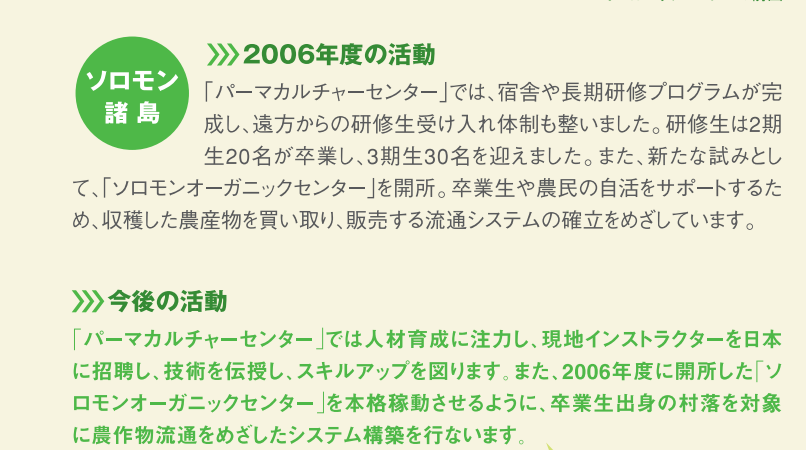 ソロモン
諸 島
2006年度の活動
「パーマカルチャーセンター」では、宿舎や長期研修プログラムが完
成し、遠方からの研修生受け入れ体制も整いました。研修生は2期
生20名が卒業し、3期生30名を迎えました。また、新たな試みとし
て、「ソロモンオーガニックセンター」を開所。卒業生や農民の自活をサポートするた
め、収穫した農産物を買い取り、販売する流通システムの確立をめざしています。
今後の活動
「パーマカルチャーセンター」では人材育成に注力し、現地インストラクターを日本
に招聘し、技術を伝授し、スキルアップを図ります。また、2006年度に開所した「ソ
ロモンオーガニックセンター」を本格稼動させるように、卒業生出身の村落を対象
に農作物流通をめざしたシステム構築を行ないます。